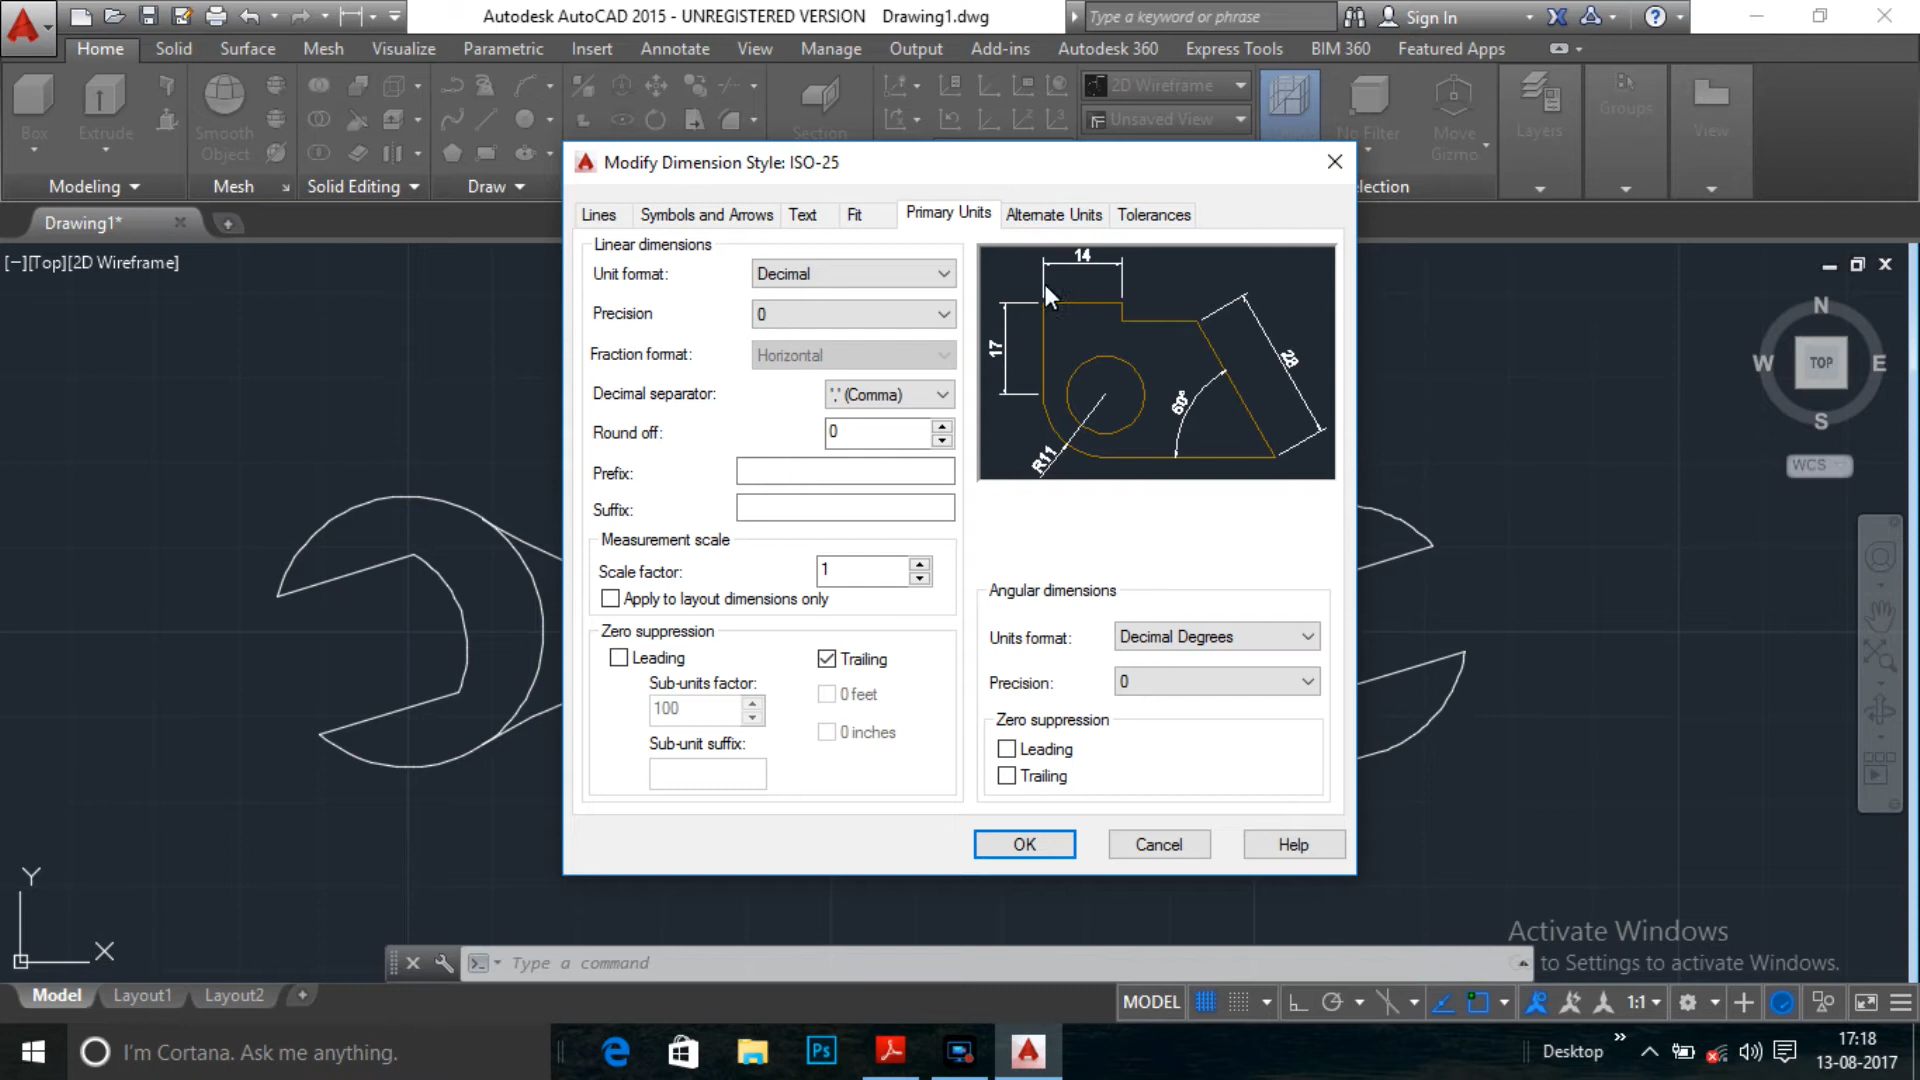 Autodesk AutoCAD 2015 - UNREGISTERED VERSION Drawing1.dwg
Type a keyword or phrase
Sign In
Home Solid Surface Mesh Visualize Parametric Insert Annotate View Manage Output Add-ins Autodesk 360 Express Tools BIM 360 Featured Apps
Box Extrude Smooth Object Section
2D Wireframe
Unsaved View
No Filter Move Gizmo Layers Groups View
Modeling Mesh Solid Editing Draw lection
Drawing1*
[−][Top][2D Wireframe]
Modify Dimension Style: ISO-25
Lines Symbols and Arrows Text Fit Primary Units Alternate Units Tolerances
Linear dimensions
Unit format: Decimal
Precision 0
Fraction format: Horizontal
Decimal separator: ',' (Comma)
Round off: 0
Prefix:
Suffix:
Measurement scale
Scale factor: 1
Apply to layout dimensions only
Zero suppression
Leading
Trailing
Sub-units factor:
100
0 feet
Sub-unit suffix:
0 inches
14
17
28
60°
R11
Angular dimensions
Units format: Decimal Degrees
Precision: 0
Zero suppression
Leading
Trailing
OK Cancel Help
N
W TOP E
S
WCS
Y
X
Type a command
Activate Windows
to Settings to activate Windows.
Model Layout1 Layout2
MODEL 1:1
I'm Cortana. Ask me anything.
Ps
Desktop
17:18
13-08-2017